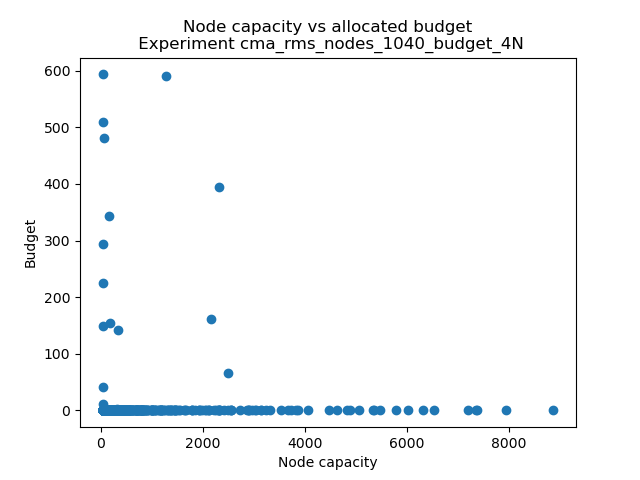 Node capacity vs allocated budget
Experiment cma_rms_nodes_1040_budget_4N
600
500
400
300
200
100
0
Budget
0 2000 4000 6000 8000
Node capacity